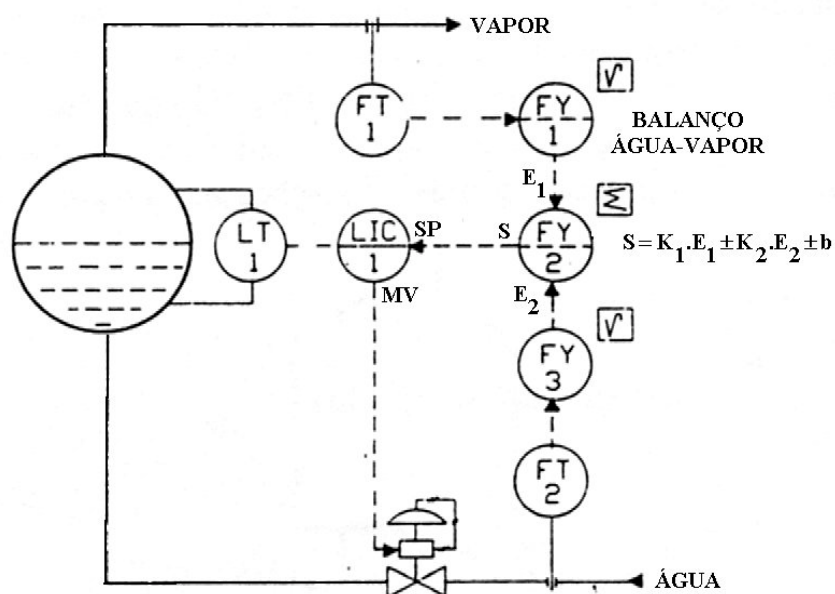 VAPOR
FT
1
FY
1
√
BALANÇO
ÁGUA-VAPOR
E1
LT
1
LIC
1
SP
S
FY
2
Σ
S = K1.E1 ± K2.E2 ± b
MV
E2
√
FY
3
FT
2
ÁGUA